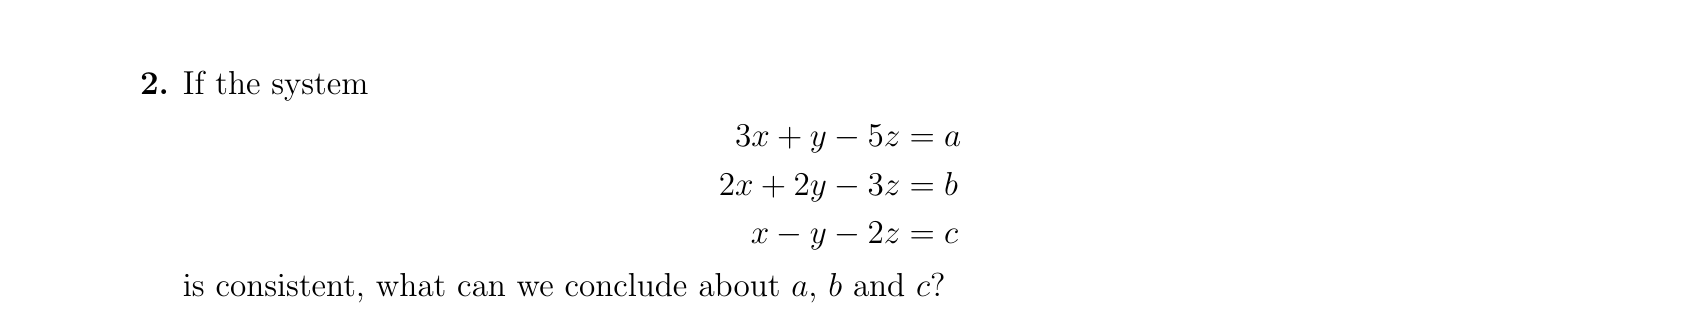 2. If the system
3x + y − 5z = a
2x + 2y − 3z = b
x − y − 2z = c
is consistent, what can we conclude about a, b and c?